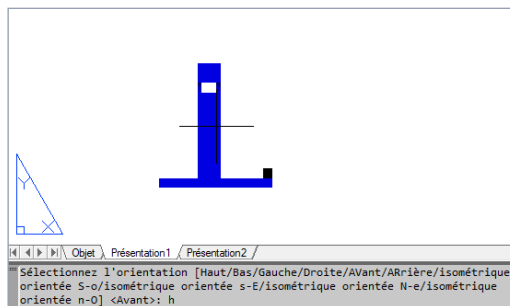 Y
X
Objet Présentation1 Présentation2
Sélectionnez l'orientation [Haut/Bas/Gauche/Droite/AVant/ARrière/isométrique
orientée S-o/isométrique orientée s-E/isométrique orientée N-e/isométrique
orientée n-O] <Avant>: h